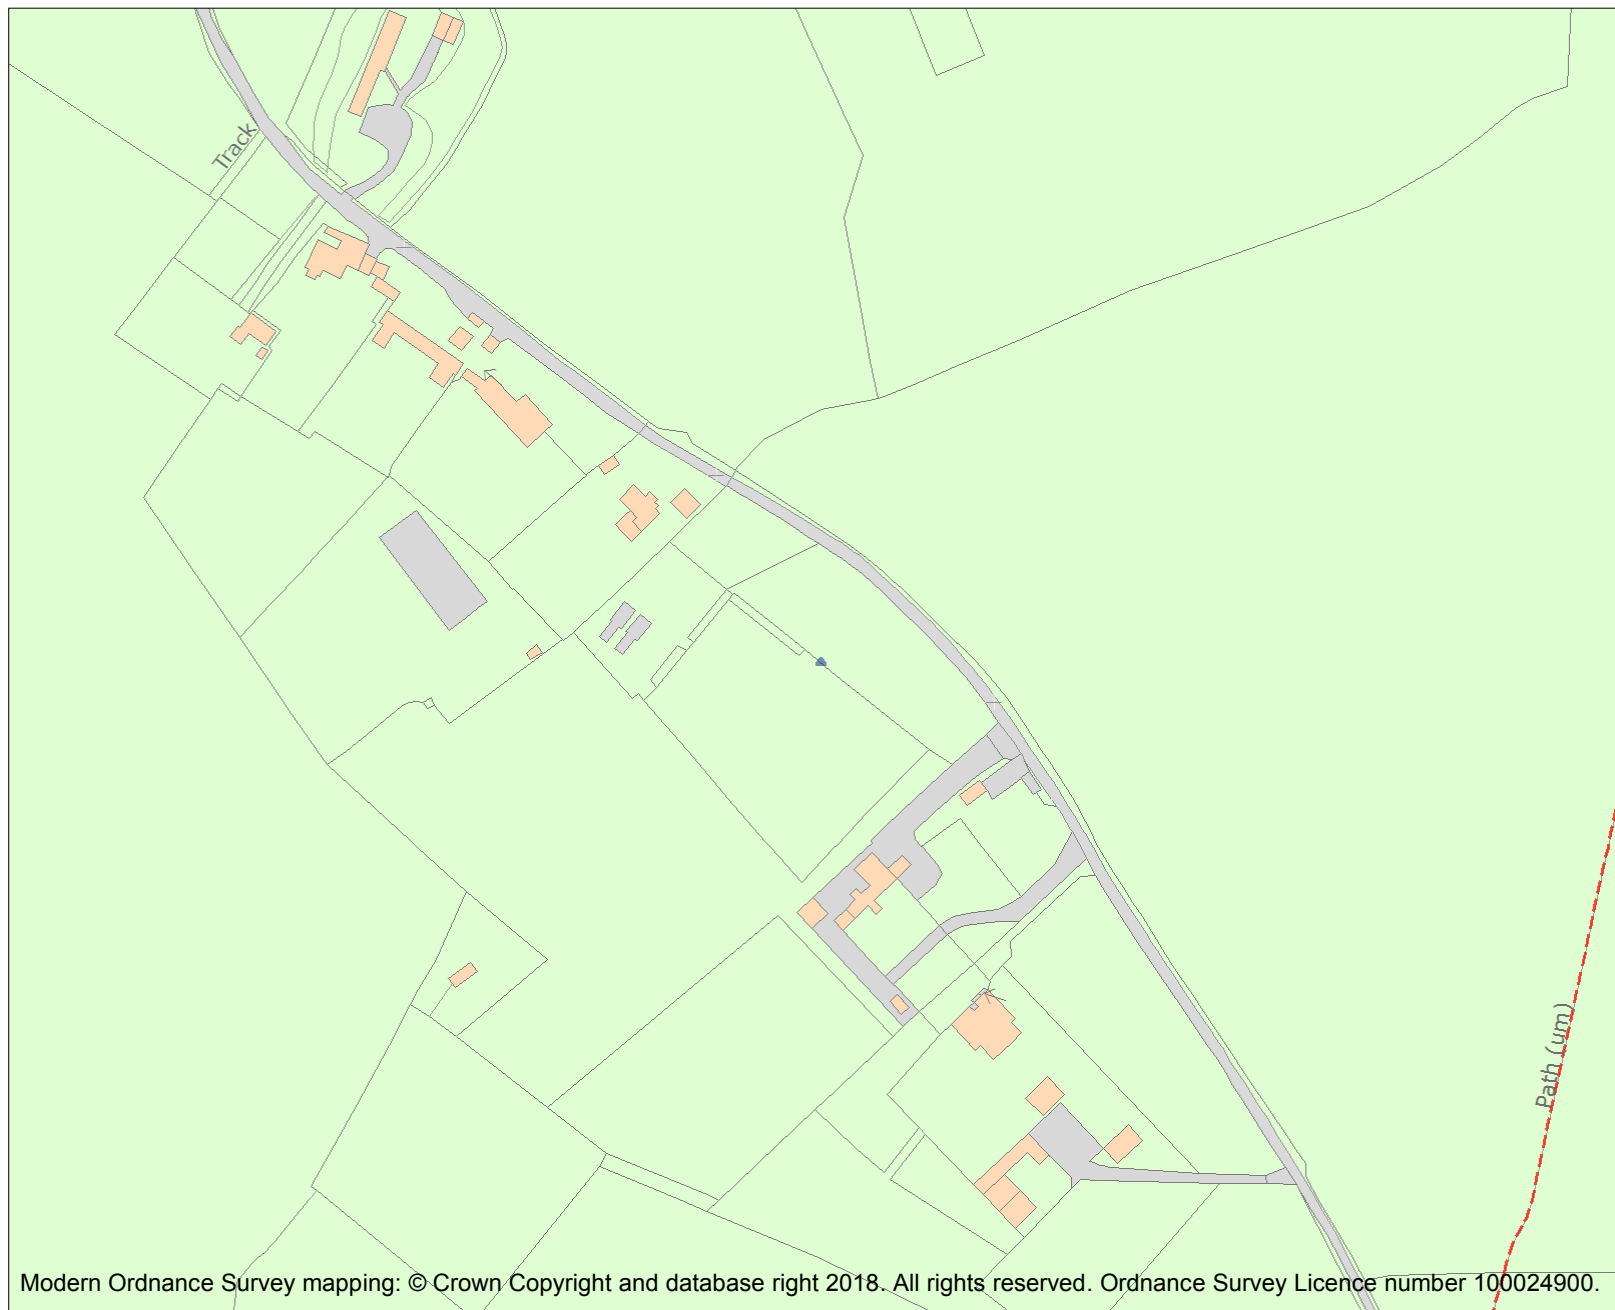 Track
Path (um)
Modern Ordnance Survey mapping: © Crown Copyright and database right 2018. All rights reserved. Ordnance Survey Licence number 100024900.